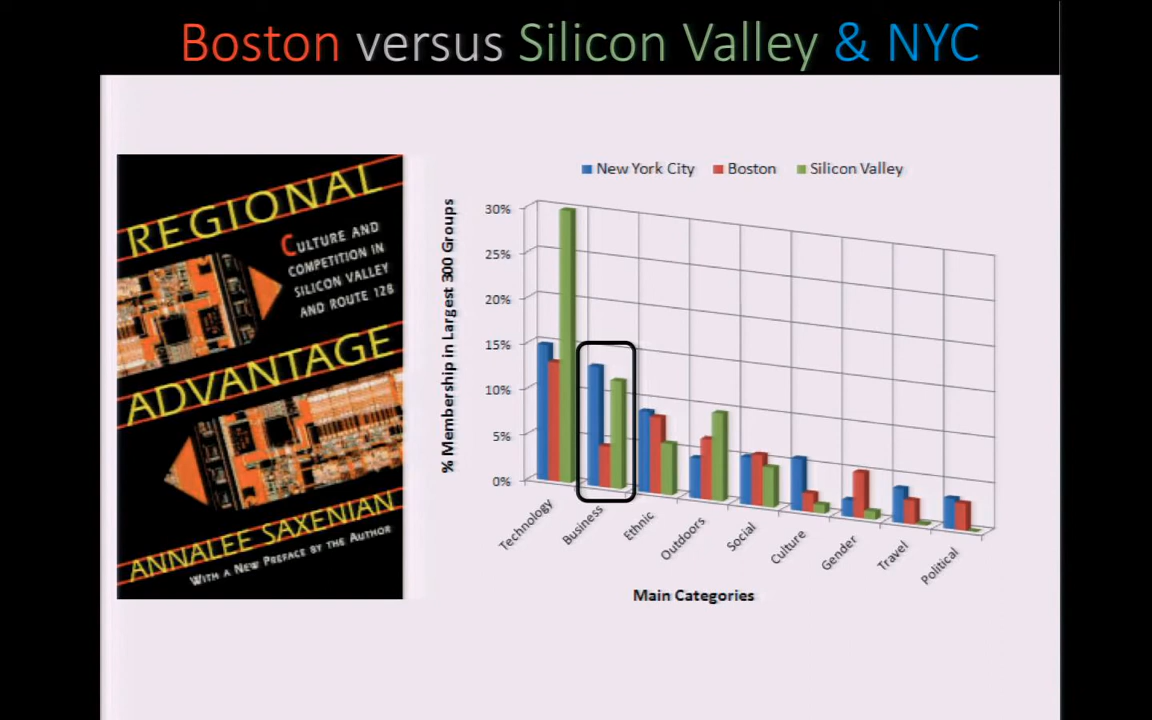 Boston versus Silicon Valley & NYC
REGIONAL
CULTURE AND
COMPETITION IN
SILICON VALLEY
AND ROUTE 128
ADVANTAGE
ANNALEE SAXENIAN
WITH A NEW PREFACE BY THE AUTHOR
New York City Boston Silicon Valley
% Membership in Largest 300 Groups
30%
25%
20%
15%
10%
5%
0%
Technology
Business
Ethnic
Outdoors
Social
Culture
Gender
Travel
Political
Main Categories